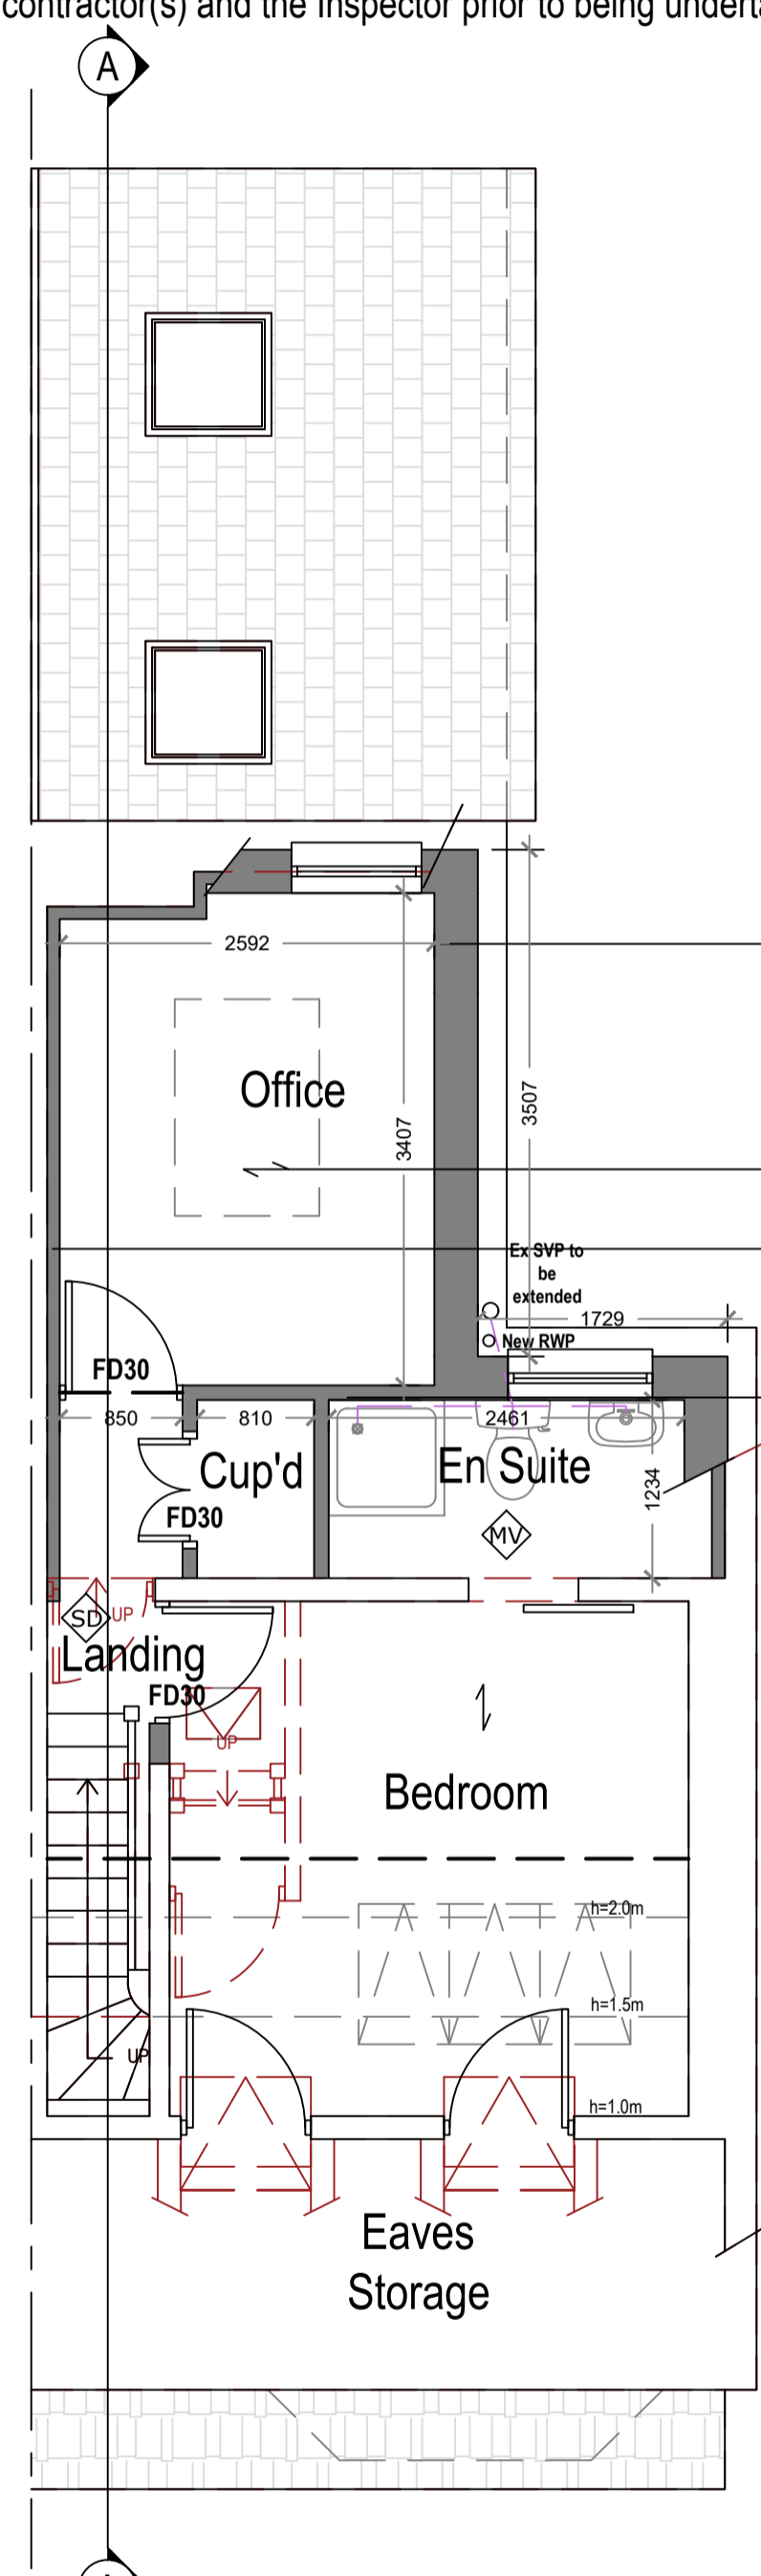 contractor(s) and the Inspector prior to being
A
2592
Office
3407
3507
Ex SVP to
be
extended
1729
New RWP
FD30
850
810
2461
Cup'd
En Suite
1234
FD30
MV
SD
UP
Landing
FD30
UP
Bedroom
h=2.0m
h=1.5m
UP
h=1.0m
Eaves
Storage